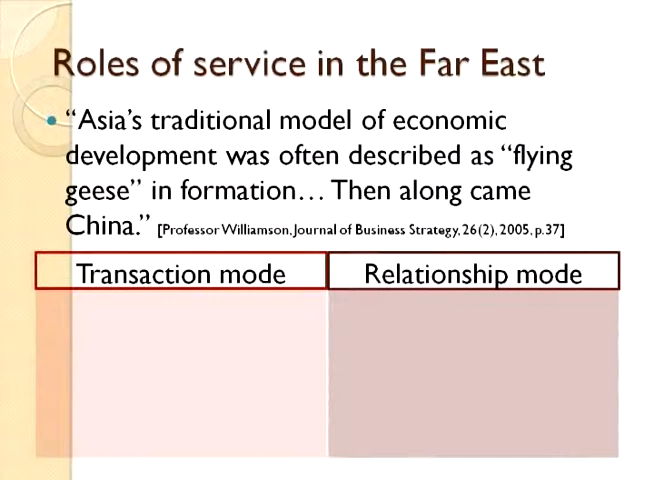 Roles of service in the Far East
“Asia’s traditional model of economic
development was often described as “flying
geese” in formation… Then along came
China.” [Professor Williamson, Journal of Business Strategy, 26(2), 2005, p.37]
Transaction mode
Relationship mode